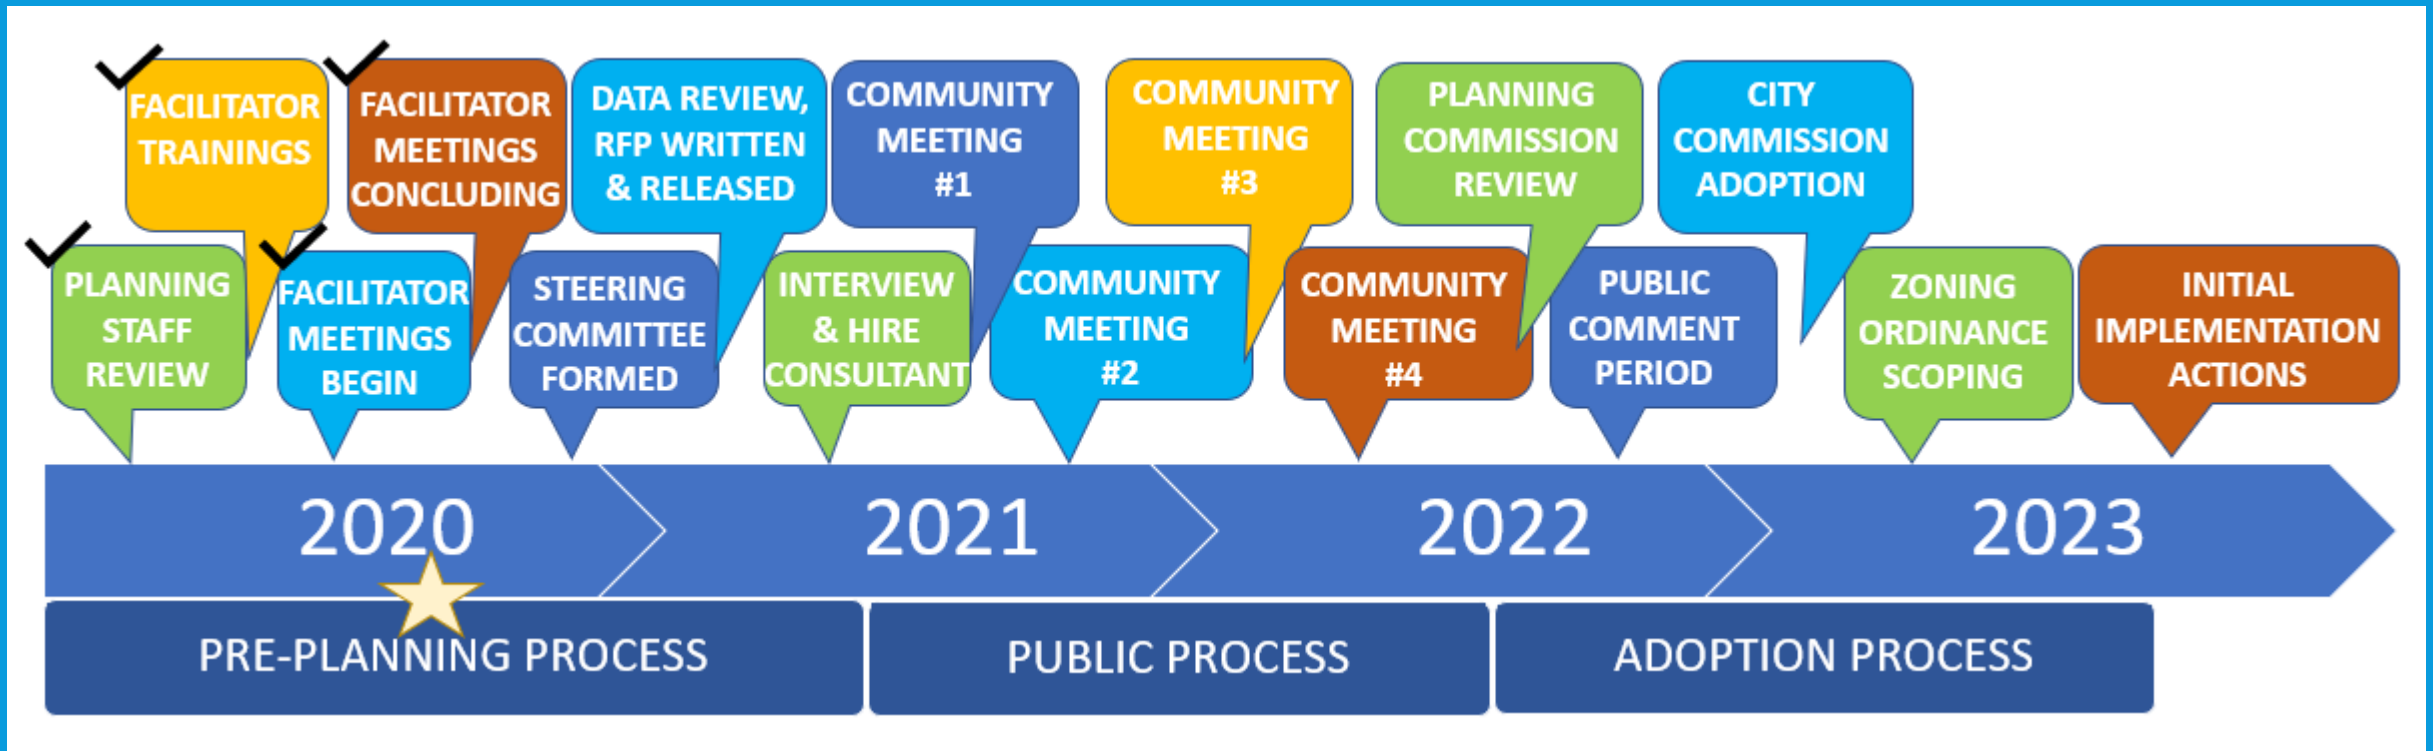 FACILITATOR
TRAININGS
FACILITATOR
MEETINGS
CONCLUDING
DATA REVIEW,
RFP WRITTEN
& RELEASED
COMMUNITY
MEETING
#1
COMMUNITY
MEETING
#3
PLANNING
COMMISSION
REVIEW
CITY
COMMISSION
ADOPTION
PLANNING
STAFF
REVIEW
FACILITATOR
MEETINGS
BEGIN
STEERING
COMMITTEE
FORMED
INTERVIEW
& HIRE
CONSULTANT
COMMUNITY
MEETING
#2
COMMUNITY
MEETING
#4
PUBLIC
COMMENT
PERIOD
ZONING
ORDINANCE
SCOPING
INITIAL
IMPLEMENTATION
ACTIONS
2020
2021
2022
2023
PRE-PLANNING PROCESS
PUBLIC PROCESS
ADOPTION PROCESS